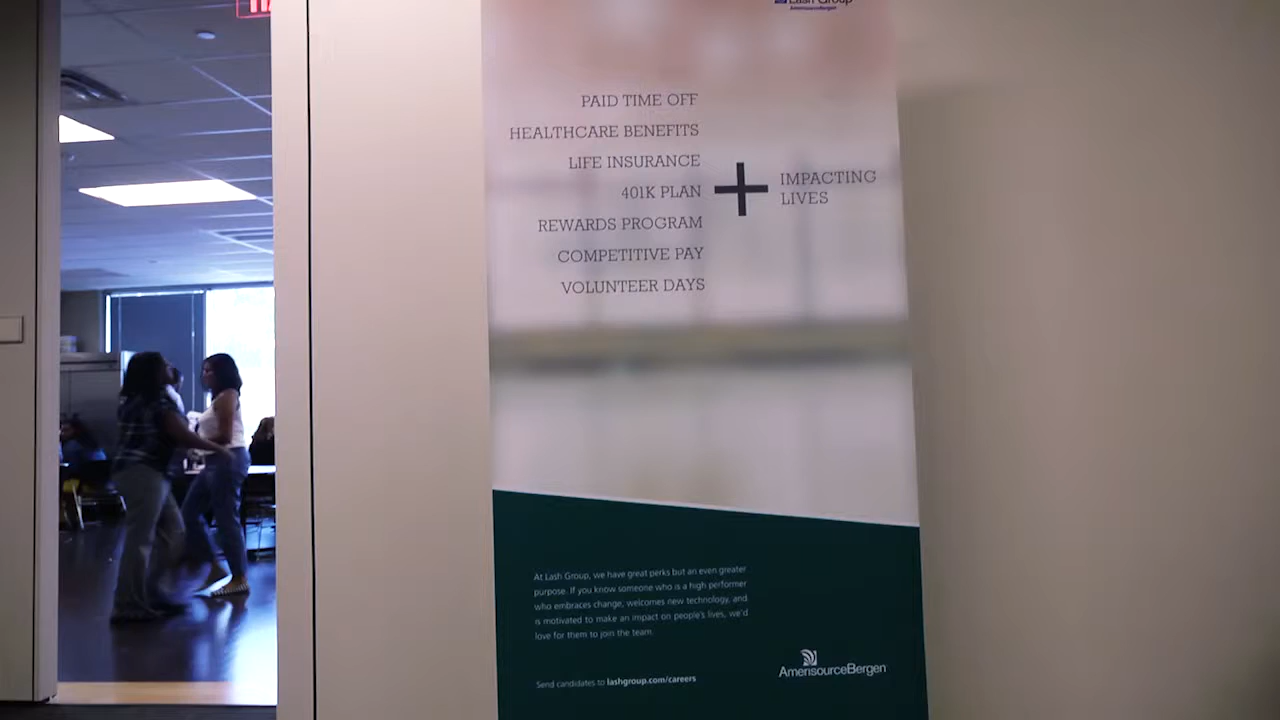 Lash Group
AmerisourceBergen
PAID TIME OFF
HEALTHCARE BENEFITS
LIFE INSURANCE
401K PLAN
REWARDS PROGRAM
COMPETITIVE PAY
VOLUNTEER DAYS
+
IMPACTING
LIVES
At Lash Group, we have great perks but an even greater
purpose. If you know someone who is a high performer
who embraces change, welcomes new technology, and
is motivated to make an impact on people's lives, we'd
love for them to join the team.
Send candidates to lashgroup.com/careers
AmerisourceBergen